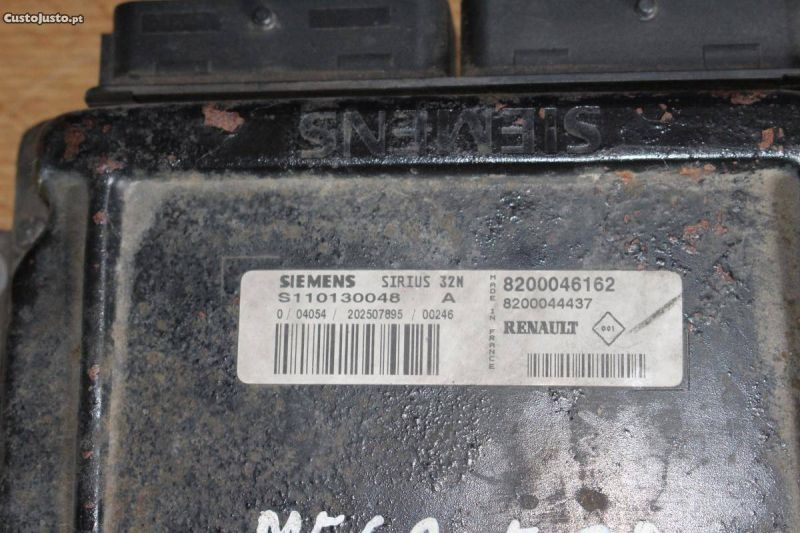 CustoJusto.pt
SIEMENS
SIEMENS SIRIUS 32N
S110130048 A
0 / 04054 / 202507895 / 00246
MADE IN FRANCE
8200046162
8200044437
RENAULT 001